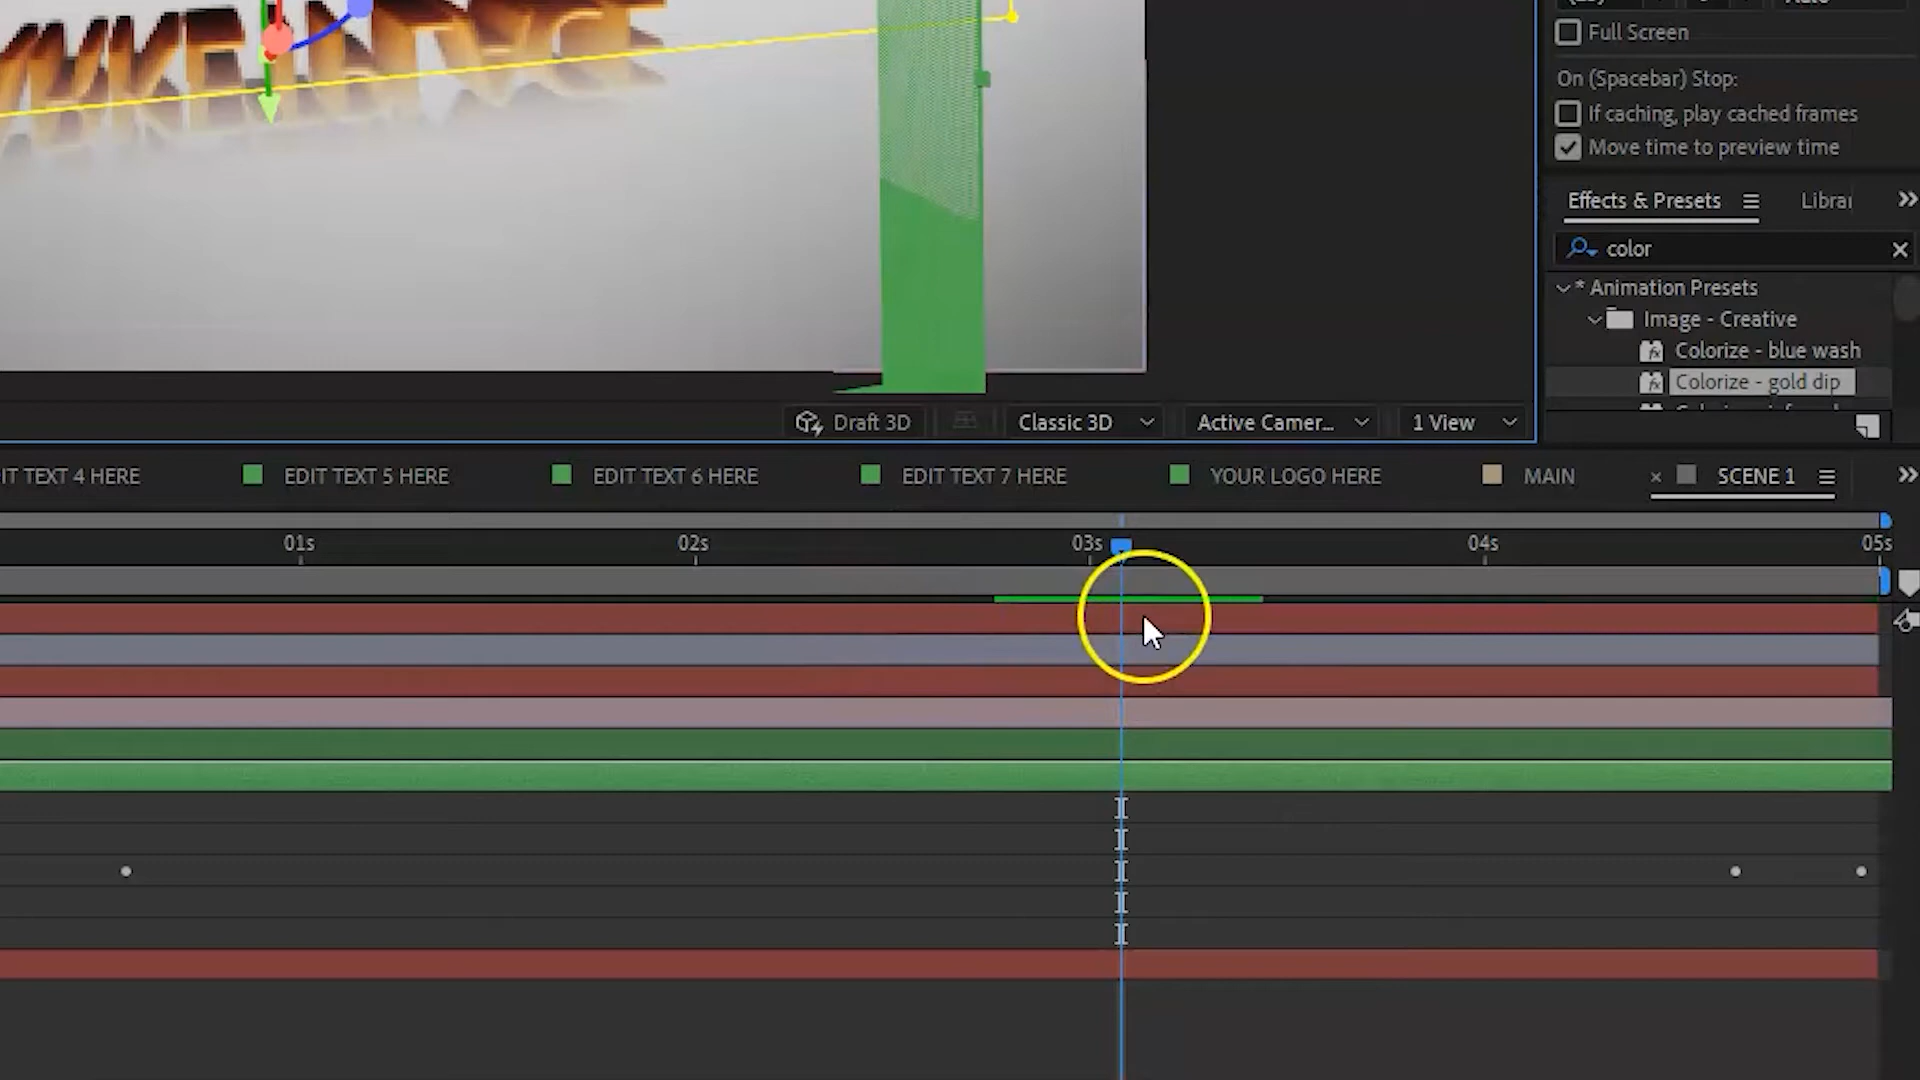 Full Screen
On (Spacebar) Stop:
If caching, play cached frames
Move time to preview time
Effects & Presets
color
* Animation Presets
Image - Creative
Colorize - blue wash
Colorize - gold dip
Draft 3D
Classic 3D
Active Camer...
1 View
IT TEXT 4 HERE
EDIT TEXT 5 HERE
EDIT TEXT 6 HERE
EDIT TEXT 7 HERE
YOUR LOGO HERE
MAIN
SCENE 1
01s
02s
03s
04s
05s